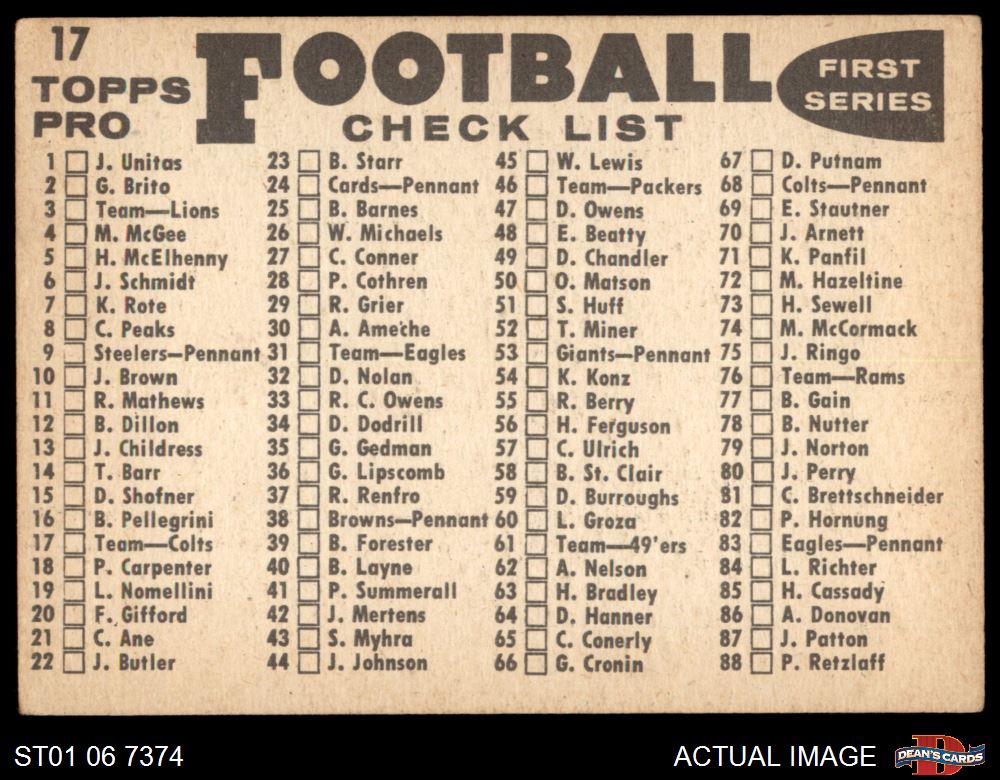 17
TOPPS
PRO
FOOTBALL
CHECK LIST
FIRST
SERIES
1 J. Unitas
2 G. Brito
3 Team—Lions
4 M. McGee
5 H. McElhenny
6 J. Schmidt
7 K. Rote
8 C. Peaks
9 Steelers—Pennant
10 J. Brown
11 R. Mathews
12 B. Dillon
13 J. Childress
14 T. Barr
15 D. Shofner
16 B. Pellegrini
17 Team—Colts
18 P. Carpenter
19 L. Nomellini
20 F. Gifford
21 C. Ane
22 J. Butler
23 B. Starr
24 Cards—Pennant
25 B. Barnes
26 W. Michaels
27 C. Conner
28 P. Cothren
29 R. Grier
30 A. Ameche
31 Team—Eagles
32 D. Nolan
33 R. C. Owens
34 D. Dodrill
35 G. Gedman
36 G. Lipscomb
37 R. Renfro
38 Browns—Pennant
39 B. Forester
40 B. Layne
41 P. Summerall
42 J. Mertens
43 S. Myhra
44 J. Johnson
45 W. Lewis
46 Team—Packers
47 D. Owens
48 E. Beatty
49 D. Chandler
50 O. Matson
51 S. Huff
52 T. Miner
53 Giants—Pennant
54 K. Konz
55 R. Berry
56 H. Ferguson
57 C. Ulrich
58 B. St. Clair
59 D. Burroughs
60 L. Groza
61 Team—49'ers
62 A. Nelson
63 H. Bradley
64 D. Hanner
65 C. Conerly
66 G. Cronin
67 D. Putnam
68 Colts—Pennant
69 E. Stautner
70 J. Arnett
71 K. Panfil
72 M. Hazeltine
73 H. Sewell
74 M. McCormack
75 J. Ringo
76 Team—Rams
77 B. Gain
78 B. Nutter
79 J. Norton
80 J. Perry
81 C. Brettschneider
82 P. Hornung
83 Eagles—Pennant
84 L. Richter
85 H. Cassady
86 A. Donovan
87 J. Patton
88 P. Retzlaff
ST01 06 7374
ACTUAL IMAGE
D
DEAN'S CARDS